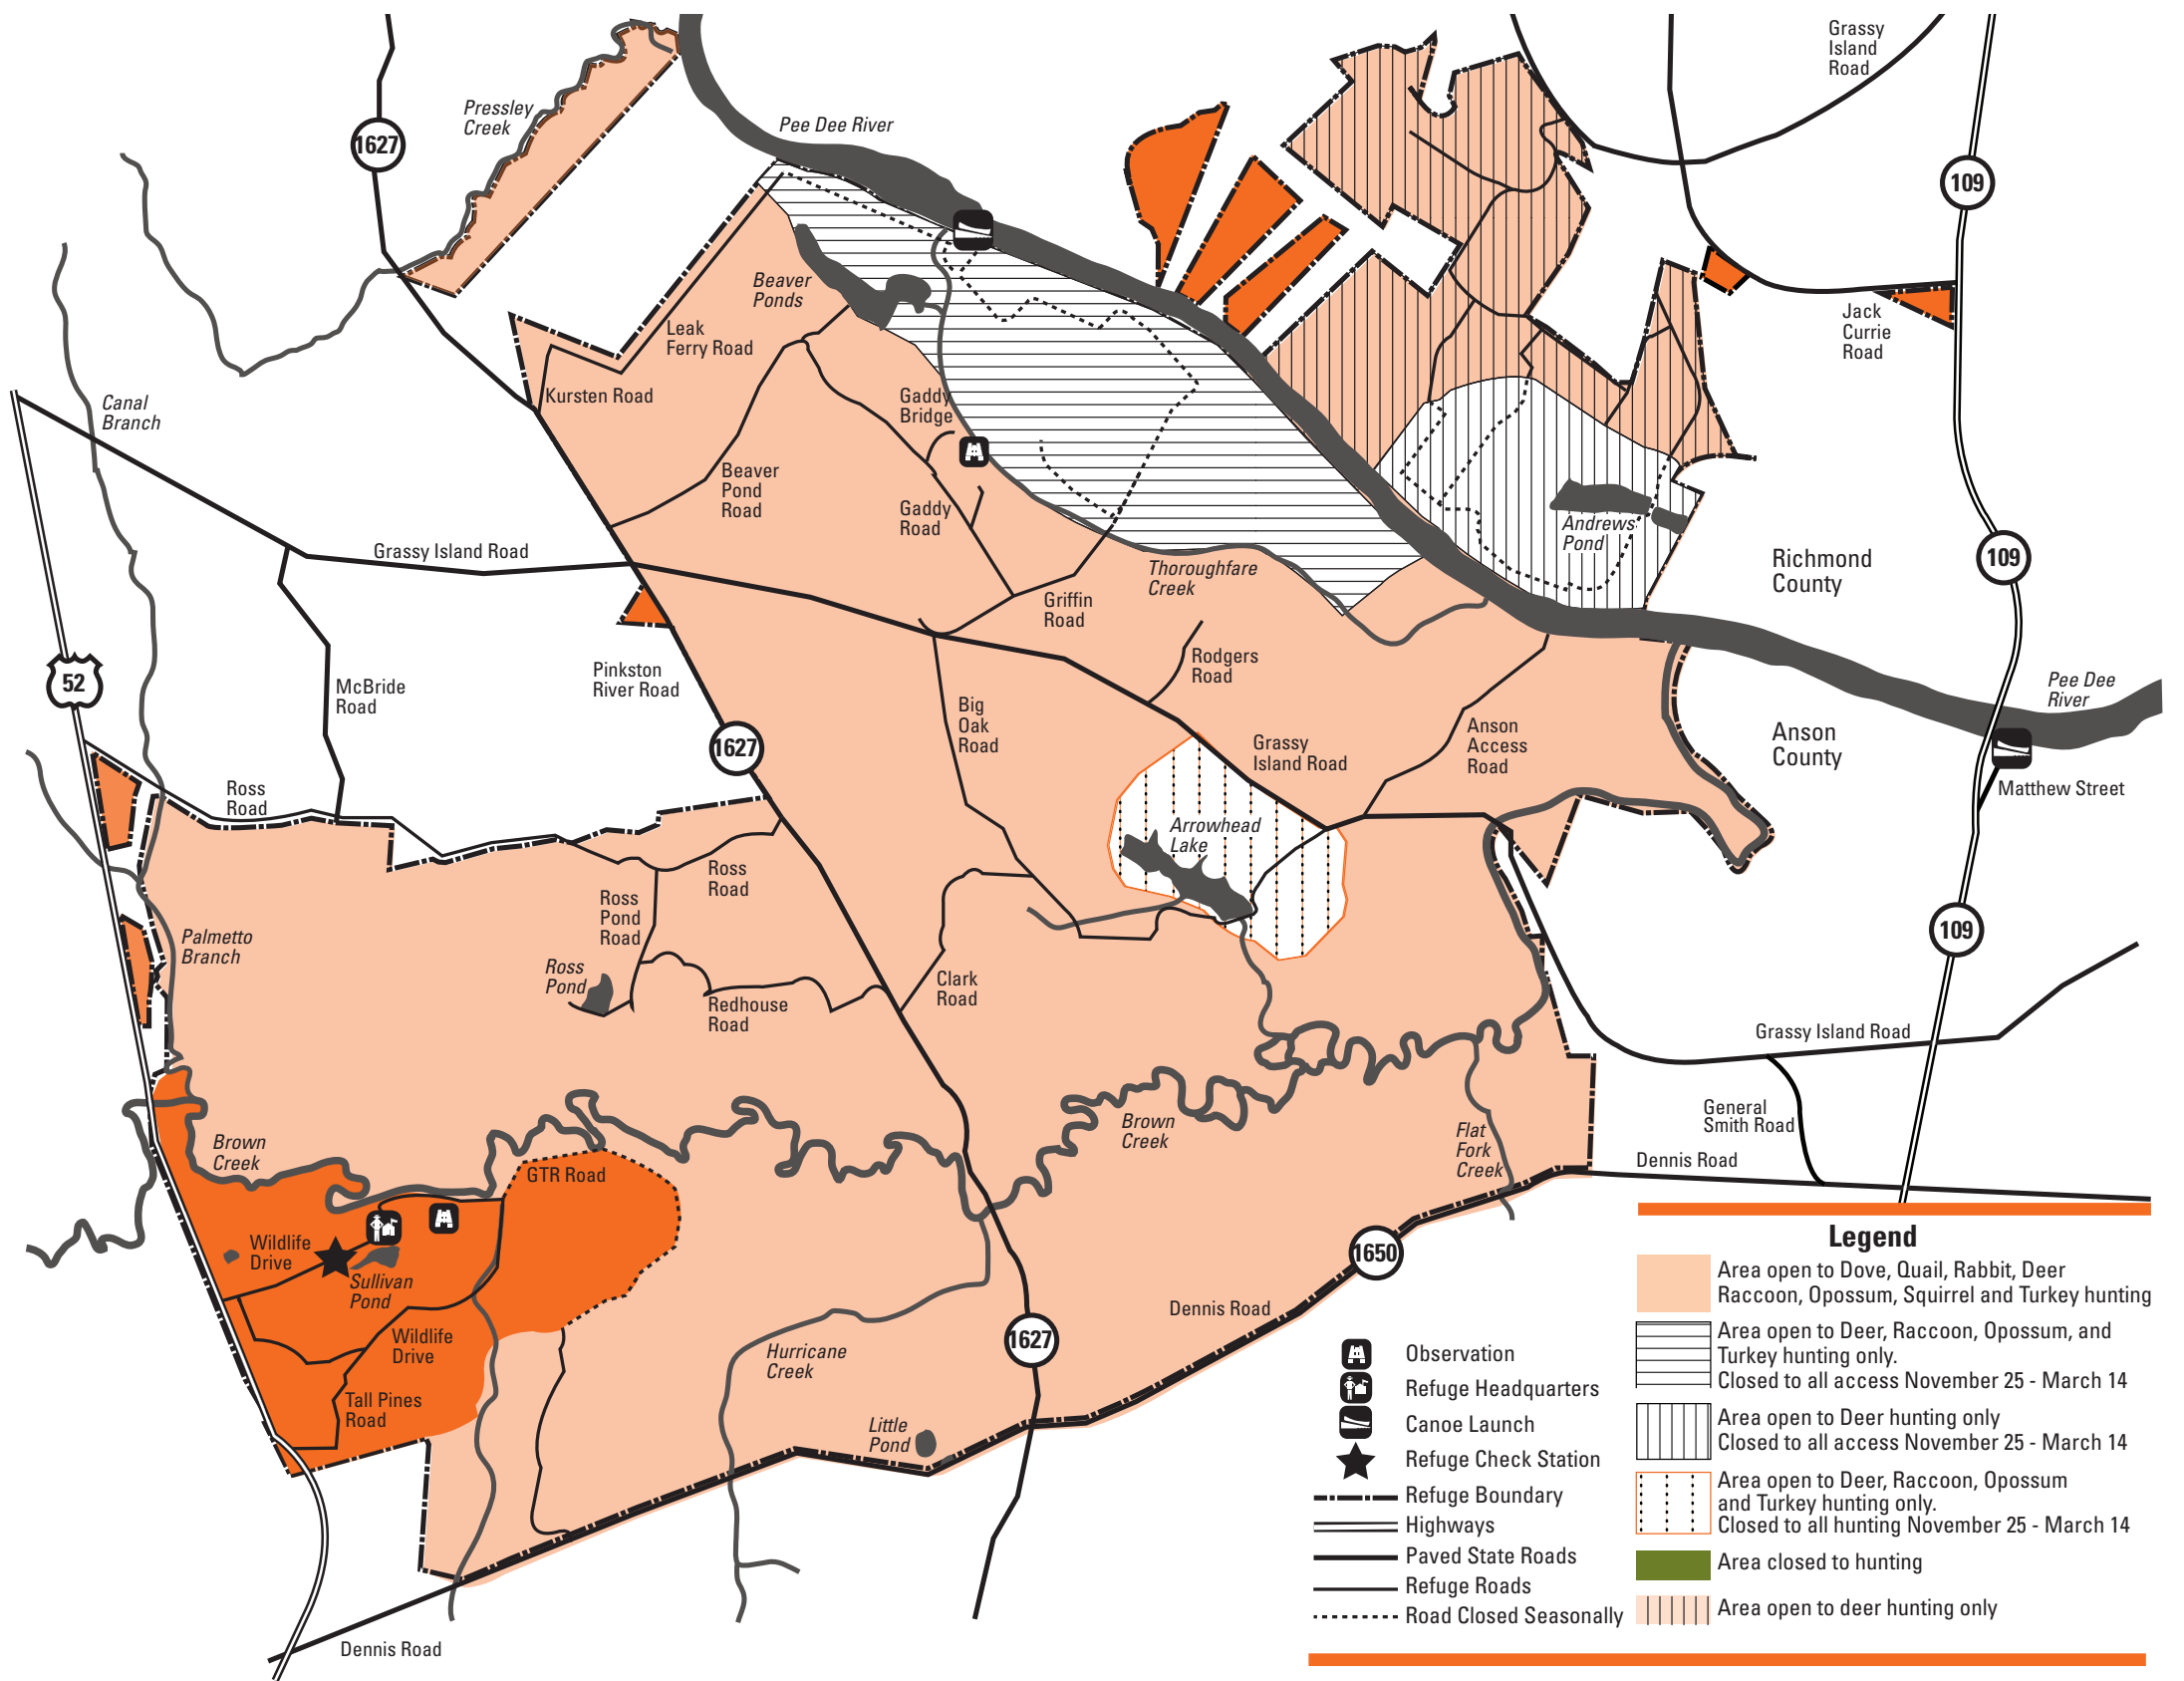 Grassy
Island
Road
Pressley
Creek
Pee Dee River
1627
109
Beaver
Ponds
Leak
Ferry Road
Jack
Currie
Road
Kursten Road
Gaddy
Bridge
Canal
Branch
Beaver
Pond
Road
Gaddy
Road
Andrews
Pond
Grassy Island Road
Richmond
County
109
Thoroughfare
Creek
Griffin
Road
52
McBride
Road
Pinkston
River Road
Rodgers
Road
Pee Dee
River
Big
Oak
Road
Grassy
Island Road
Anson
Access
Road
Anson
County
1627
Ross
Road
Matthew Street
Arrowhead
Lake
Ross
Road
Ross
Pond
Road
Palmetto
Branch
109
Ross
Pond
Clark
Road
Redhouse
Road
Grassy Island Road
General
Smith Road
Brown
Creek
Brown
Creek
Flat
Fork
Creek
Dennis Road
GTR Road
Wildlife
Drive
Sullivan
Pond
1650
Wildlife
Drive
Dennis Road
1627
Hurricane
Creek
Tall Pines
Road
Little
Pond
Dennis Road
Observation
Refuge Headquarters
Canoe Launch
Refuge Check Station
Refuge Boundary
Highways
Paved State Roads
Refuge Roads
Road Closed Seasonally
Legend
Area open to Dove, Quail, Rabbit, Deer
Raccoon, Opossum, Squirrel and Turkey hunting
Area open to Deer, Raccoon, Opossum, and
Turkey hunting only.
Closed to all access November 25 - March 14
Area open to Deer hunting only
Closed to all access November 25 - March 14
Area open to Deer, Raccoon, Opossum
and Turkey hunting only.
Closed to all hunting November 25 - March 14
Area closed to hunting
Area open to deer hunting only